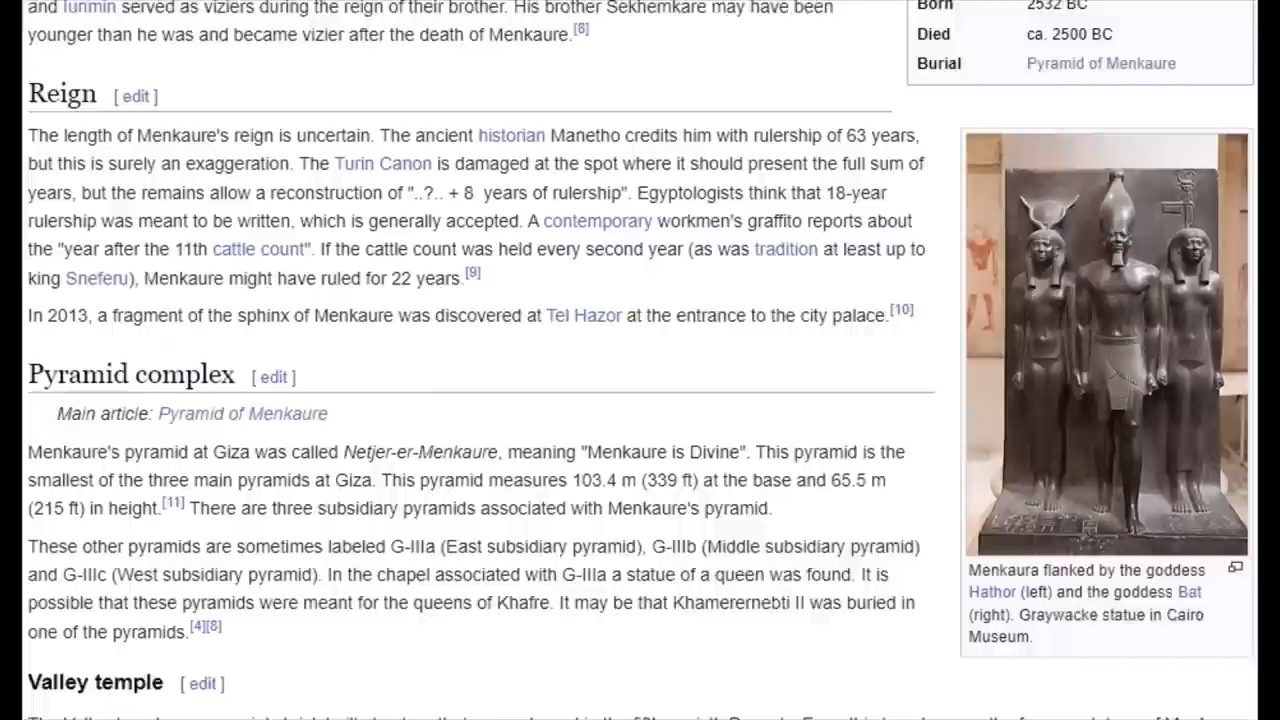 and Iunmin served as viziers during the reign of their brother. His brother Sekhemkare may have been
younger than he was and became vizier after the death of Menkaure.[8]
Born 2532 BC
Died ca. 2500 BC
Burial Pyramid of Menkaure
Reign [ edit ]
The length of Menkaure's reign is uncertain. The ancient historian Manetho credits him with rulership of 63 years,
but this is surely an exaggeration. The Turin Canon is damaged at the spot where it should present the full sum of
years, but the remains allow a reconstruction of "..?.. + 8 years of rulership". Egyptologists think that 18-year
rulership was meant to be written, which is generally accepted. A contemporary workmen's graffito reports about
the "year after the 11th cattle count". If the cattle count was held every second year (as was tradition at least up to
king Sneferu), Menkaure might have ruled for 22 years.[9]
In 2013, a fragment of the sphinx of Menkaure was discovered at Tel Hazor at the entrance to the city palace.[10]
Pyramid complex [ edit ]
Main article: Pyramid of Menkaure
Menkaure's pyramid at Giza was called Netjer-er-Menkaure, meaning "Menkaure is Divine". This pyramid is the
smallest of the three main pyramids at Giza. This pyramid measures 103.4 m (339 ft) at the base and 65.5 m
(215 ft) in height.[11] There are three subsidiary pyramids associated with Menkaure's pyramid.
These other pyramids are sometimes labeled G-IIIa (East subsidiary pyramid), G-IIIb (Middle subsidiary pyramid)
and G-IIIc (West subsidiary pyramid). In the chapel associated with G-IIIa a statue of a queen was found. It is
possible that these pyramids were meant for the queens of Khafre. It may be that Khamerernebti II was buried in
one of the pyramids.[4][8]
Menkaura flanked by the goddess
Hathor (left) and the goddess Bat
(right). Graywacke statue in Cairo
Museum.
Valley temple [ edit ]